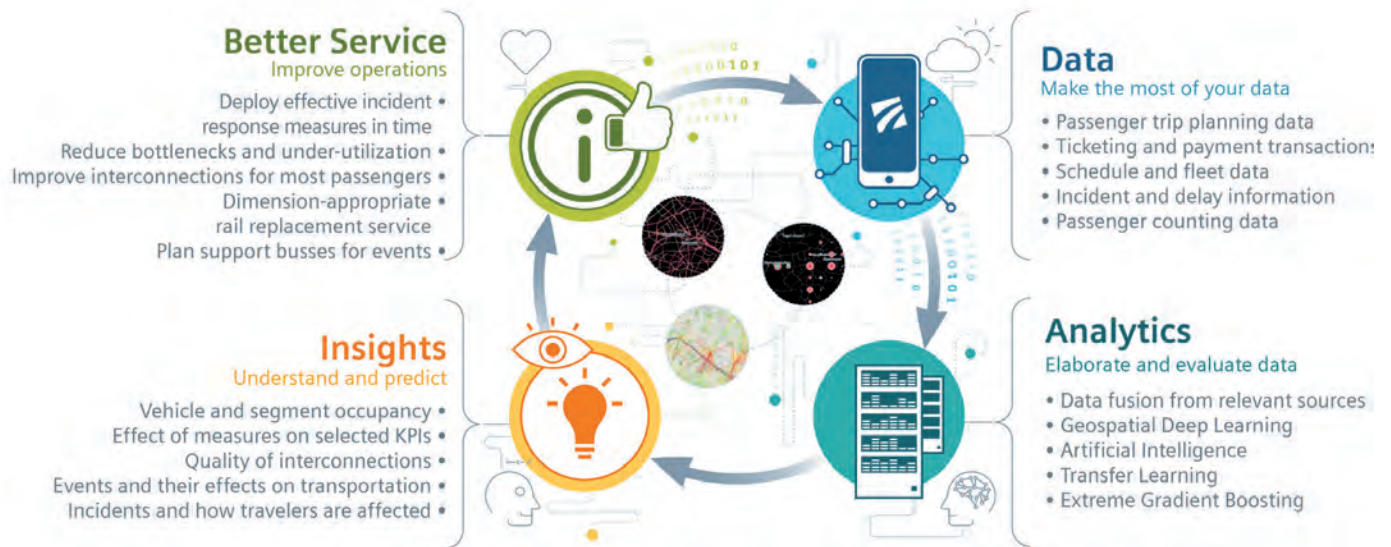 Better Service
Improve operations
Deploy effective incident •
response measures in time
Reduce bottlenecks and under-utilization •
Improve interconnections for most passengers •
Dimension-appropriate •
rail replacement service
Plan support busses for events •
Data
Make the most of your data
• Passenger trip planning data
• Ticketing and payment transactions
• Schedule and fleet data
• Incident and delay information
• Passenger counting data
Insights
Understand and predict
Vehicle and segment occupancy •
Effect of measures on selected KPIs •
Quality of interconnections •
Events and their effects on transportation •
Incidents and how travelers are affected •
Analytics
Elaborate and evaluate data
• Data fusion from relevant sources
• Geospatial Deep Learning
• Artificial Intelligence
• Transfer Learning
• Extreme Gradient Boosting